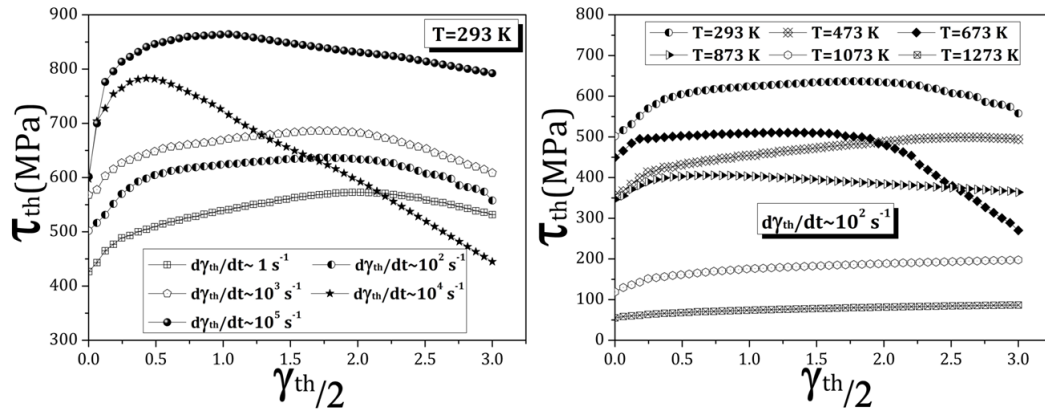 T=293 K
900
800
700
600
500
400
300
τth(MPa)
dγth/dt~ 1 s-1
dγth/dt~10² s-1
dγth/dt~10³ s-1
dγth/dt~10⁴ s-1
dγth/dt~10⁵ s-1
0.0 0.5 1.0 1.5 2.0 2.5 3.0
γth/2
T=293 K T=473 K T=673 K
T=873 K T=1073 K T=1273 K
800
700
600
500
400
300
200
100
0
τth(MPa)
dγth/dt~10² s-1
0.0 0.5 1.0 1.5 2.0 2.5 3.0
γth/2